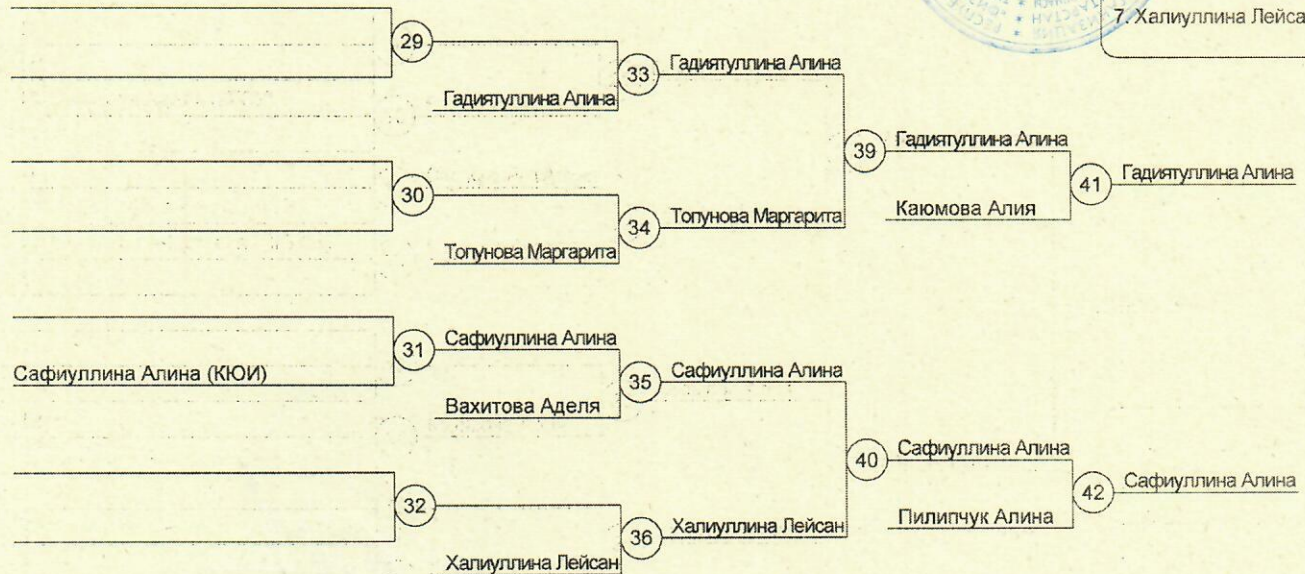 7. Халиуллина Лейса
29
33
Гадиятуллина Алина
Гадиятуллина Алина
39
Гадиятуллина Алина
41
Гадиятуллина Алина
Каюмова Алия
30
34
Топунова Маргарита
Топунова Маргарита
31
Сафиуллина Алина
Сафиуллина Алина (КЮИ)
35
Сафиуллина Алина
Вахитова Аделя
40
Сафиуллина Алина
42
Сафиуллина Алина
Пилипчук Алина
32
36
Халиуллина Лейсан
Халиуллина Лейсан